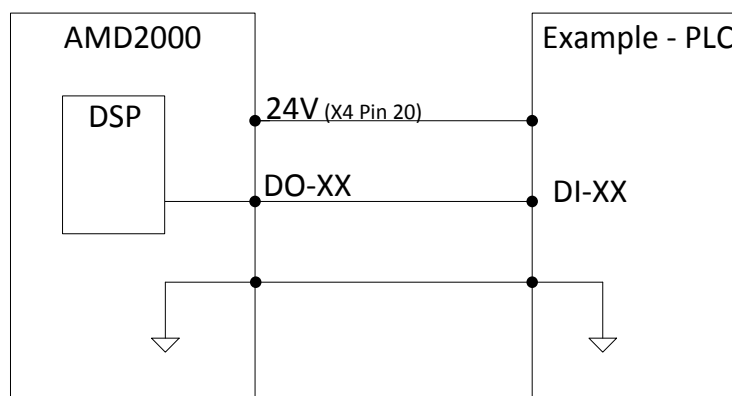 AMD2000
Example - PLC
DSP
24V (X4 Pin 20)
DO-XX
DI-XX